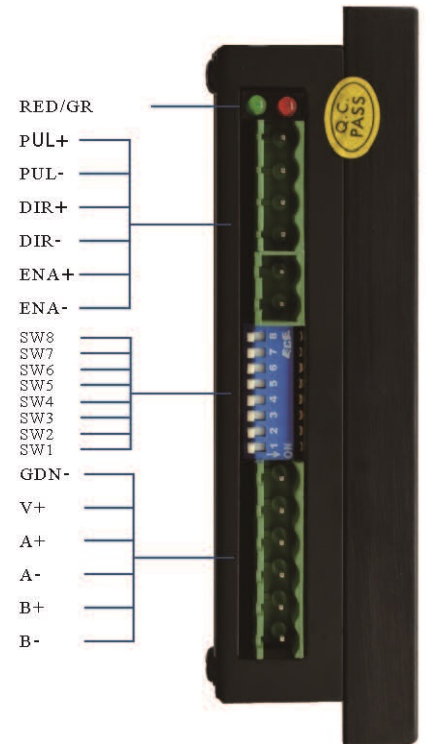 RED/GR
PUL+
PUL-
DIR+
DIR-
ENA+
ENA-
SW8
SW7
SW6
SW5
SW4
SW3
SW2
SW1
GDN-
V+
A+
A-
B+
B-
Q.C.
PASS
1 2 3 4 5 6 7 8
ON
ECE